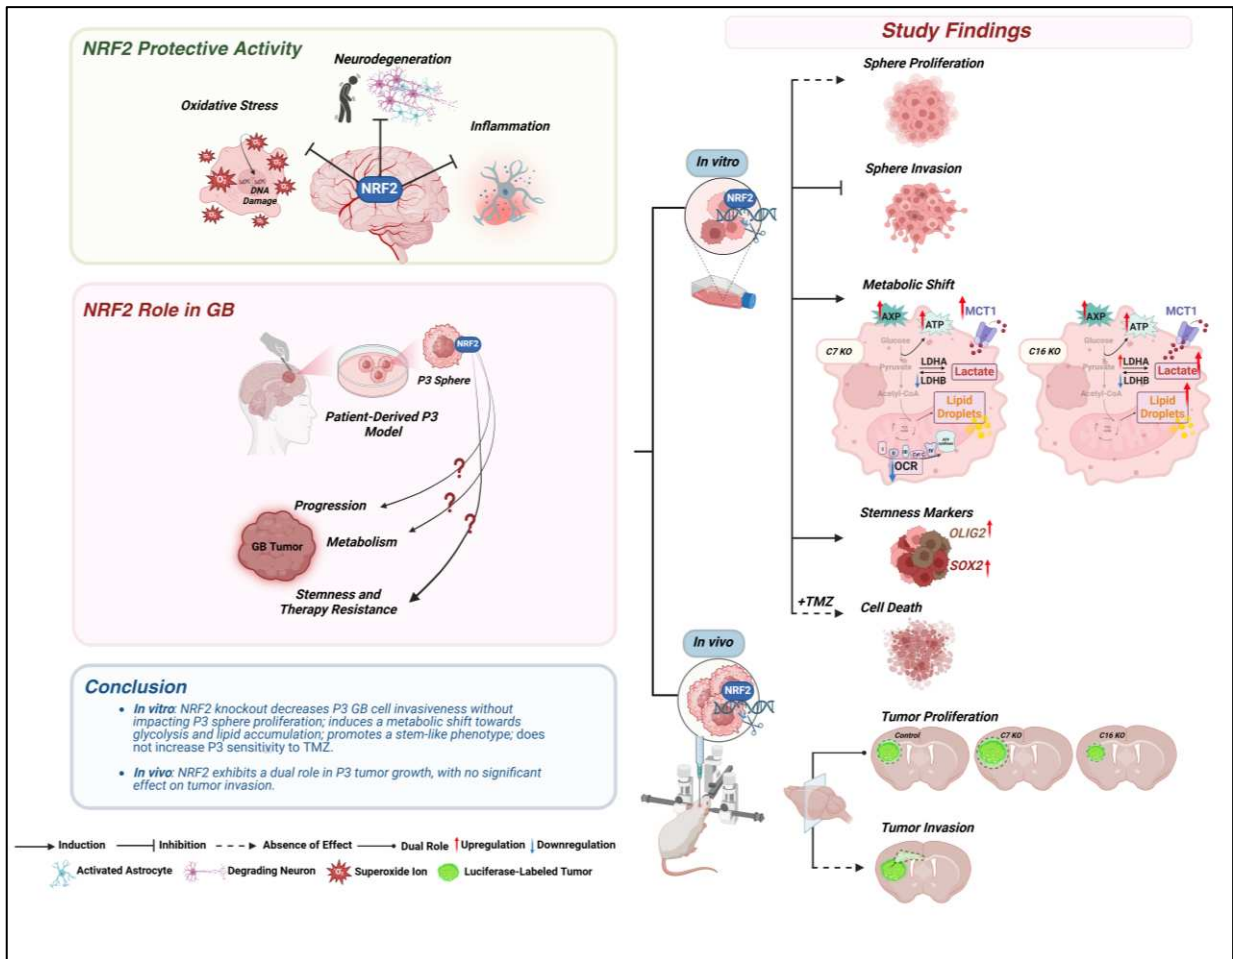 NRF2 Protective Activity
Neurodegeneration
Oxidative Stress
Inflammation
DNA
Damage
NRF2
NRF2 Role in GB
NRF2
P3 Sphere
Patient-Derived P3
Model
?
?
?
Progression
Metabolism
GB Tumor
Stemness and
Therapy Resistance
Conclusion
• In vitro: NRF2 knockout decreases P3 GB cell invasiveness without
impacting P3 sphere proliferation; induces a metabolic shift towards
glycolysis and lipid accumulation; promotes a stem-like phenotype; does
not increase P3 sensitivity to TMZ.
• In vivo: NRF2 exhibits a dual role in P3 tumor growth, with no significant
effect on tumor invasion.
Induction
Inhibition
Absence of Effect
Dual Role
Upregulation
Downregulation
Activated Astrocyte
Degrading Neuron
Superoxide Ion
Luciferase-Labeled Tumor
Study Findings
In vitro
NRF2
Sphere Proliferation
Sphere Invasion
Metabolic Shift
AXP
ATP
MCT1
C7 KO
Glucose
Pyruvate
LDHA
LDHB
Lactate
Acetyl-CoA
Lipid
Droplets
OCR
AXP
ATP
MCT1
C16 KO
Glucose
Pyruvate
LDHA
LDHB
Lactate
Acetyl-CoA
Lipid
Droplets
Stemness Markers
OLIG2
SOX2
+TMZ
Cell Death
In vivo
NRF2
Tumor Proliferation
Control
C7 KO
C16 KO
Tumor Invasion